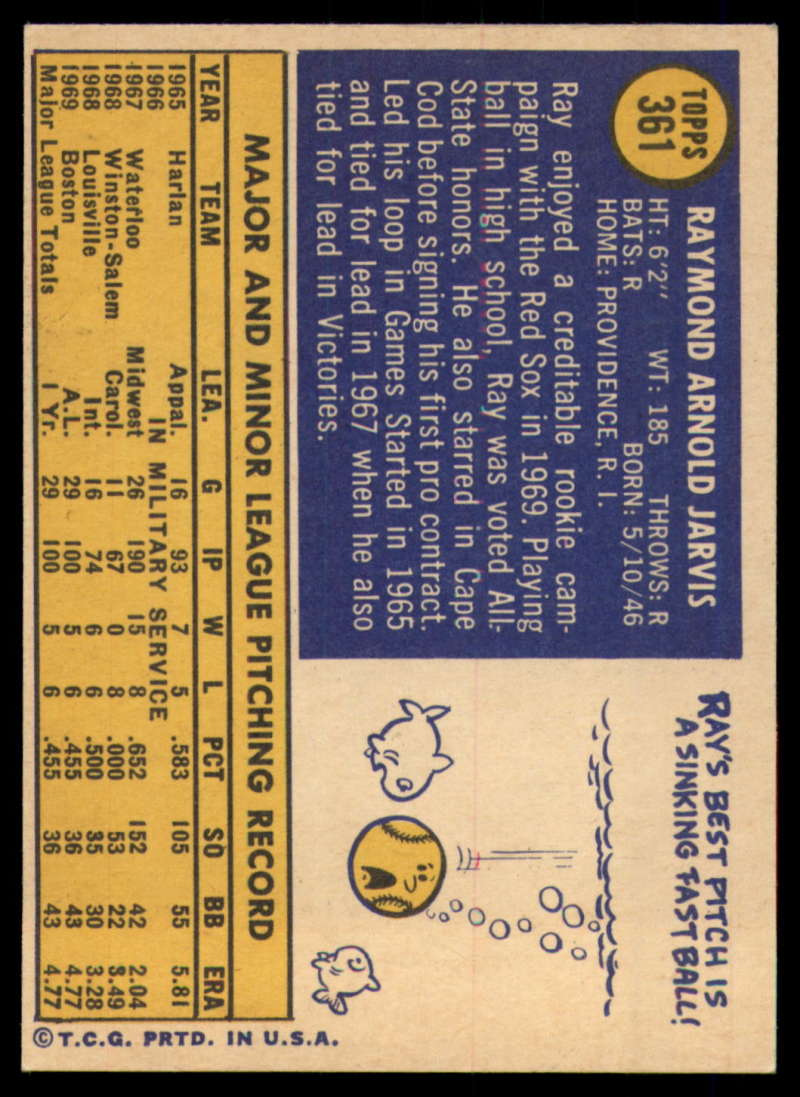 TOPPS
361
RAYMOND ARNOLD JARVIS
HT: 6'2" WT: 185 THROWS: R
BATS: R BORN: 5/10/46
HOME: PROVIDENCE, R. I.
Ray enjoyed a creditable rookie cam-
paign with the Red Sox in 1969. Playing
ball in high school, Ray was voted All-
State honors. He also starred in Cape
Cod before signing his first pro contract.
Led his loop in Games Started in 1965
and tied for lead in 1967 when he also
tied for lead in Victories.
RAY'S BEST PITCH IS
A SINKING FASTBALL!
MAJOR AND MINOR LEAGUE PITCHING RECORD
YEAR TEAM LEA. G IP W L PCT SO BB ERA
1965 Harlan Appal. 16 93 7 5 .583 105 55 5.81
1966 IN MILITARY SERVICE
1967 Waterloo Midwest 26 190 15 8 .652 152 42 2.04
1968 Winston-Salem Carol. 11 67 0 8 .000 53 22 3.49
1968 Louisville Int. 16 74 6 6 .500 35 30 3.28
1969 Boston A.L. 29 100 5 6 .455 36 43 4.77
Major League Totals 1 Yr. 29 100 5 6 .455 36 43 4.77
© T.C.G. PRTD. IN U.S.A.